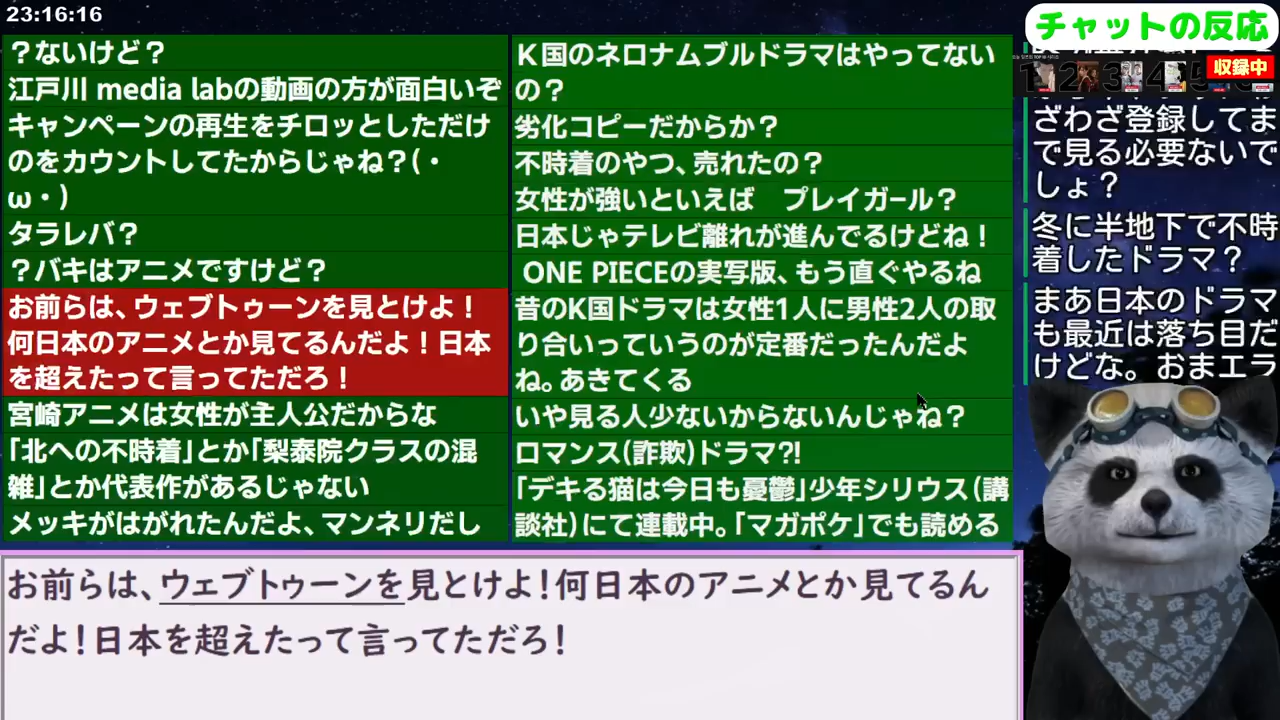 23:16:16
？ないけど？
江戸川 media labの動画の方が面白いぞ
キャンペーンの再生をチロッとしただけ
のをカウントしてたからじゃね？(・
ω・)
タラレバ？
？バキはアニメですけど？
お前らは、ウェブトゥーンを見とけよ！
何日本のアニメとか見てるんだよ！日本
を超えたって言ってただろ！
宮崎アニメは女性が主人公だからな
「北への不時着」とか「梨泰院クラスの混
雑」とか代表作があるじゃない
メッキがはがれたんだよ、マンネリだし
Ｋ国のネロナムブルドラマはやってない
の？
劣化コピーだからか？
不時着のやつ、売れたの？
女性が強いといえば　プレイガール？
日本じゃテレビ離れが進んでるけどね！
ONE PIECEの実写版、もう直ぐやるね
昔のK国ドラマは女性1人に男性2人の取
り合いっていうのが定番だったんだよ
ね。あきてくる
いや見る人少ないからないんじゃね？
ロマンス(詐欺)ドラマ⁈
「デキる猫は今日も憂鬱」少年シリウス(講
談社)にて連載中。「マガポケ」でも読める
チャットの反応
収録中
ざわざ登録してま
で見る必要ないで
しょ？
冬に半地下で不時
着したドラマ？
まあ日本のドラマ
も最近は落ち目だ
けどな。おまエラ
お前らは、ウェブトゥーンを見とけよ！何日本のアニメとか見てるん
だよ！日本を超えたって言ってただろ！